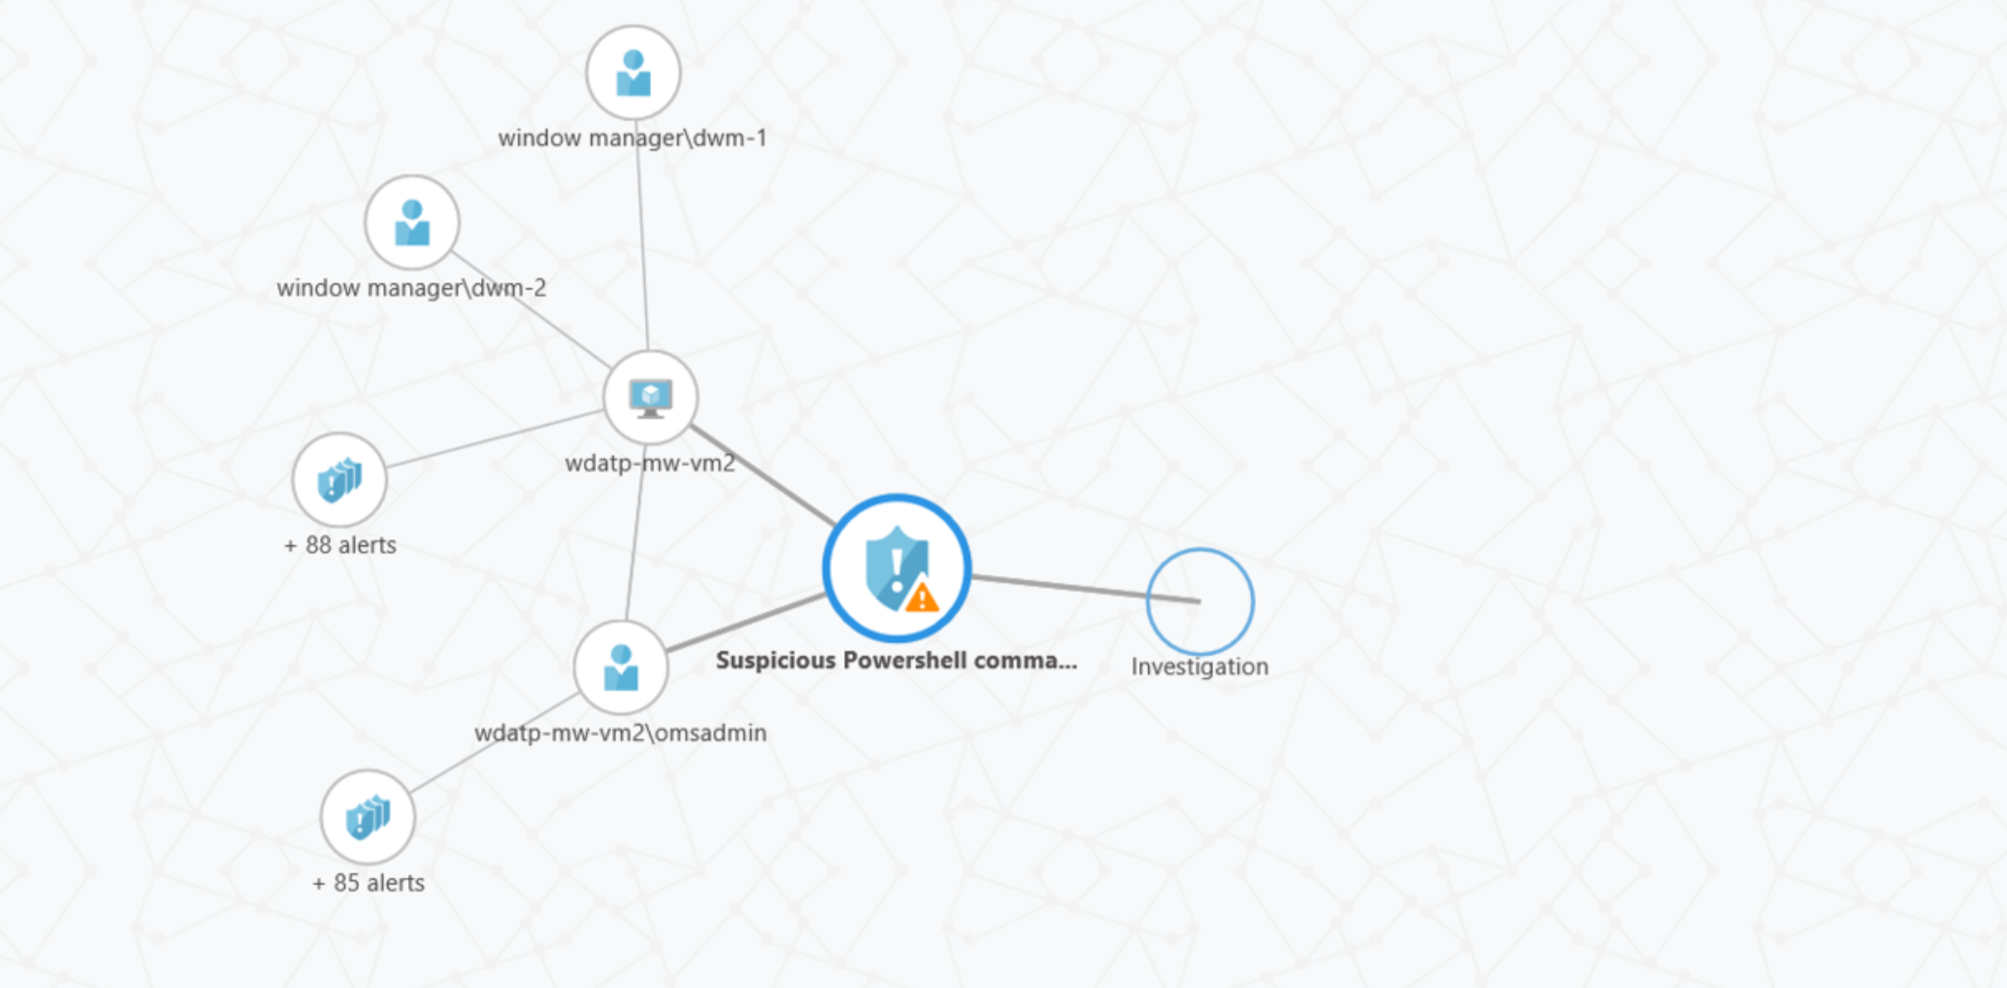 window manager\dwm-1
window manager\dwm-2
wdatp-mw-vm2
+ 88 alerts
Suspicious Powershell comma...
Investigation
wdatp-mw-vm2\omsadmin
+ 85 alerts